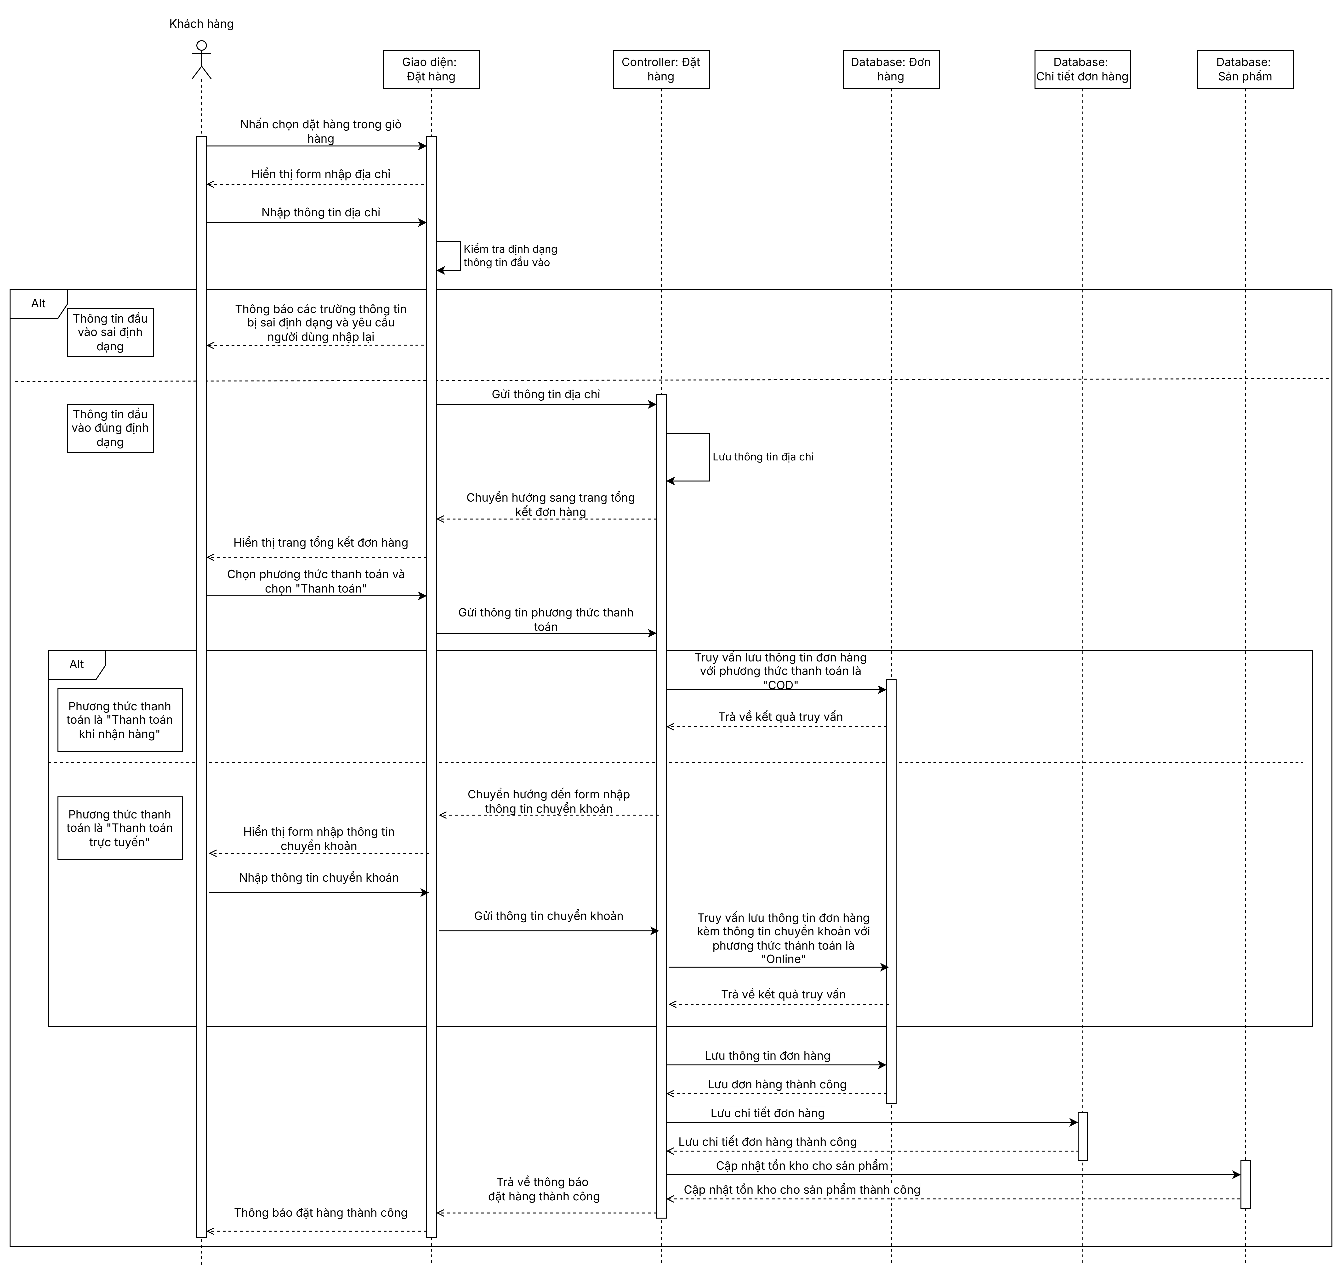 Khách hàng
Giao diện:
Đặt hàng
Controller: Đặt
hàng
Database: Đơn
hàng
Database:
Chi tiết đơn hàng
Database:
Sản phẩm
Nhấn chọn đặt hàng trong giỏ
hàng
Hiển thị form nhập địa chỉ
Nhập thông tin địa chỉ
Kiểm tra định dạng
thông tin đầu vào
Alt
Thông tin đầu
vào sai định
dạng
Thông báo các trường thông tin
bị sai định dạng và yêu cầu
người dùng nhập lại
Thông tin đầu
vào đúng định
dạng
Gửi thông tin địa chỉ
Lưu thông tin địa chỉ
Chuyển hướng sang trang tổng
kết đơn hàng
Hiển thị trang tổng kết đơn hàng
Chọn phương thức thanh toán và
chọn "Thanh toán"
Gửi thông tin phương thức thanh
toán
Alt
Phương thức thanh
toán là "Thanh toán
khi nhận hàng"
Truy vấn lưu thông tin đơn hàng
với phương thức thanh toán là
"COD"
Trả về kết quả truy vấn
Phương thức thanh
toán là "Thanh toán
trực tuyến"
Chuyển hướng đến form nhập
thông tin chuyển khoản
Hiển thị form nhập thông tin
chuyển khoản
Nhập thông tin chuyển khoản
Gửi thông tin chuyển khoản
Truy vấn lưu thông tin đơn hàng
kèm thông tin chuyển khoản với
phương thức thánh toán là
"Online"
Trả về kết quả truy vấn
Lưu thông tin đơn hàng
Lưu đơn hàng thành công
Lưu chi tiết đơn hàng
Lưu chi tiết đơn hàng thành công
Cập nhật tồn kho cho sản phẩm
Cập nhật tồn kho cho sản phẩm thành công
Trả về thông báo
đặt hàng thành công
Thông báo đặt hàng thành công